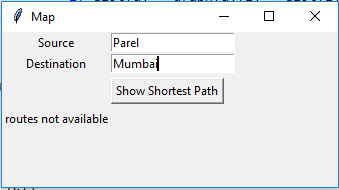 Map
Source Parel
Destination Mumbai
Show Shortest Path
routes not available